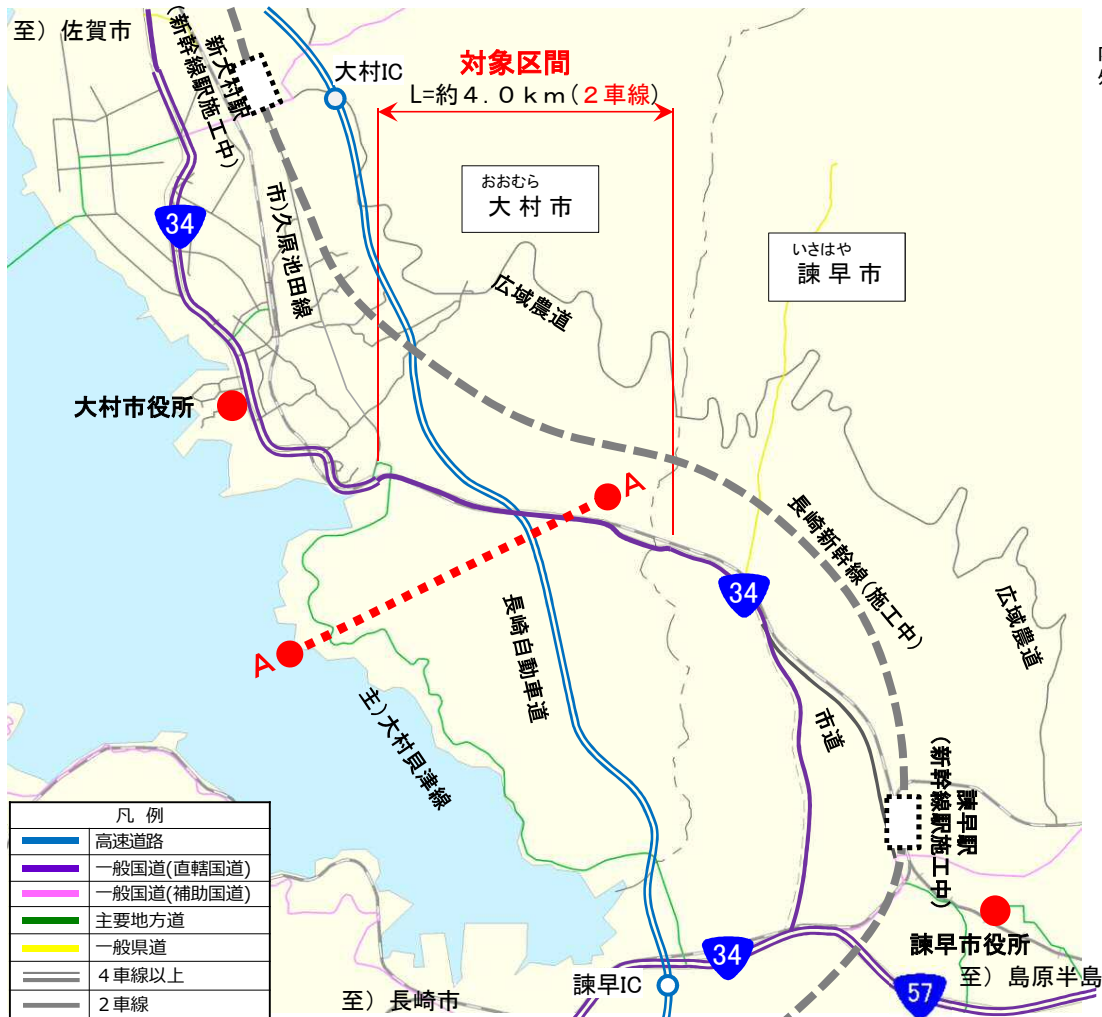 至）佐賀市
新大村駅
(新幹線駅施工中)
大村IC
対象区間
L=約４.０ｋｍ(２車線)
おおむら
大村市
いさはや
諫早市
34
市)久原池田線
広域農道
大村市役所
A
A
長崎新幹線(施工中)
34
広域農道
長崎自動車道
主)大村貝津線
市道
諫早駅
(新幹線駅施工中)
諫早市役所
34
57
諫早IC
至）長崎市
至）島原半島
凡例
高速道路
一般国道(直轄国道)
一般国道(補助国道)
主要地方道
一般県道
４車線以上
２車線